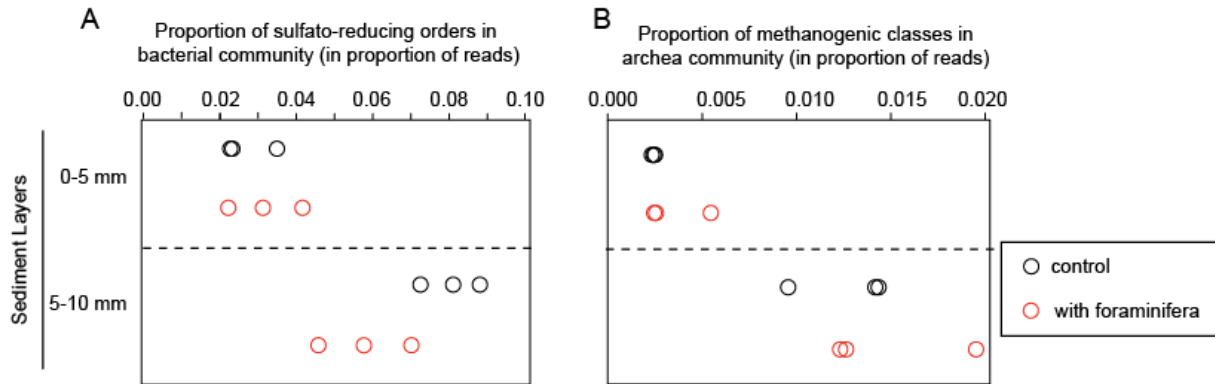 A
Proportion of sulfato-reducing orders in
bacterial community (in proportion of reads)
0.00 0.02 0.04 0.06 0.08 0.10
B
Proportion of methanogenic classes in
archea community (in proportion of reads)
0.000 0.005 0.010 0.015 0.020
Sediment Layers
0-5 mm
5-10 mm
control
with foraminifera